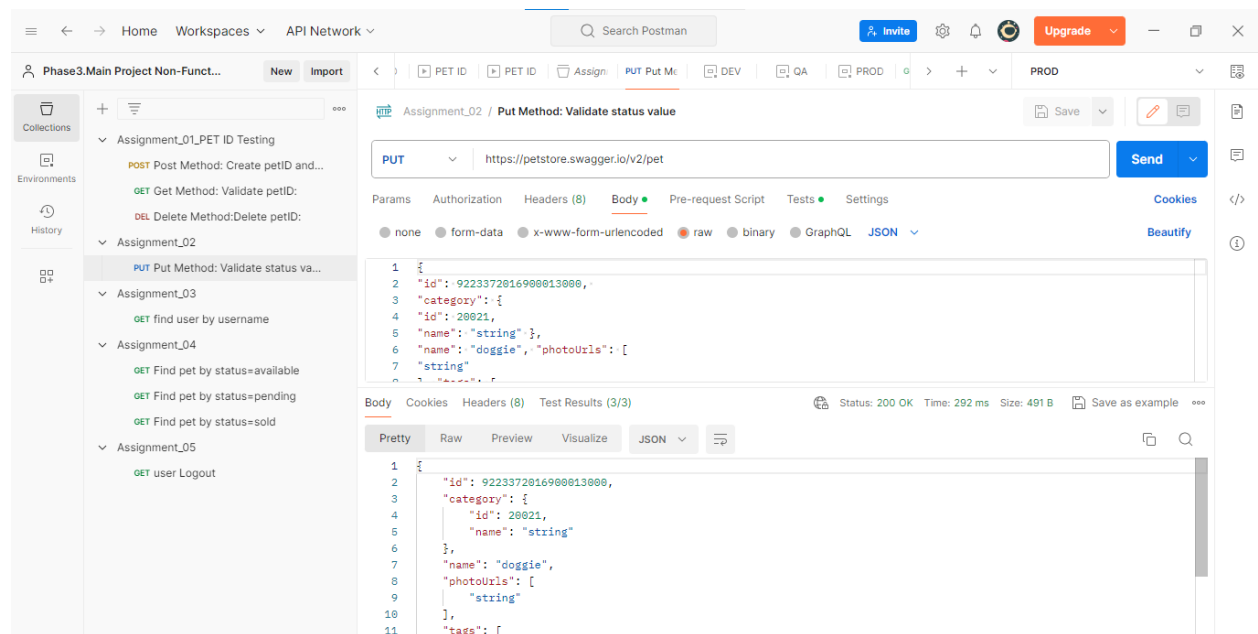 Home Workspaces API Network Search Postman Invite Upgrade
Phase3.Main Project Non-Funct... New Import PET ID PET ID Assign PUT Put Me DEV QA PROD G PROD
Collections
Environments
History
Assignment_01_PET ID Testing
POST Post Method: Create petID and...
GET Get Method: Validate petID:
DEL Delete Method:Delete petID:
Assignment_02
PUT Put Method: Validate status va...
Assignment_03
GET find user by username
Assignment_04
GET Find pet by status=available
GET Find pet by status=pending
GET Find pet by status=sold
Assignment_05
GET user Logout
HTTP Assignment_02 / Put Method: Validate status value Save
PUT https://petstore.swagger.io/v2/pet Send
Params Authorization Headers (8) Body Pre-request Script Tests Settings Cookies
none form-data x-www-form-urlencoded raw binary GraphQL JSON Beautify
1 {
2 "id": 9223372016900013000,
3 "category": {
4 "id": 20021,
5 "name": "string" },
6 "name": "doggie", "photoUrls": [
7 "string"
8 ], "tags": [
Body Cookies Headers (8) Test Results (3/3) Status: 200 OK Time: 292 ms Size: 491 B Save as example
Pretty Raw Preview Visualize JSON
1 {
2 "id": 9223372016900013000,
3 "category": {
4 "id": 20021,
5 "name": "string"
6 },
7 "name": "doggie",
8 "photoUrls": [
9 "string"
10 ],
11 "tags": [